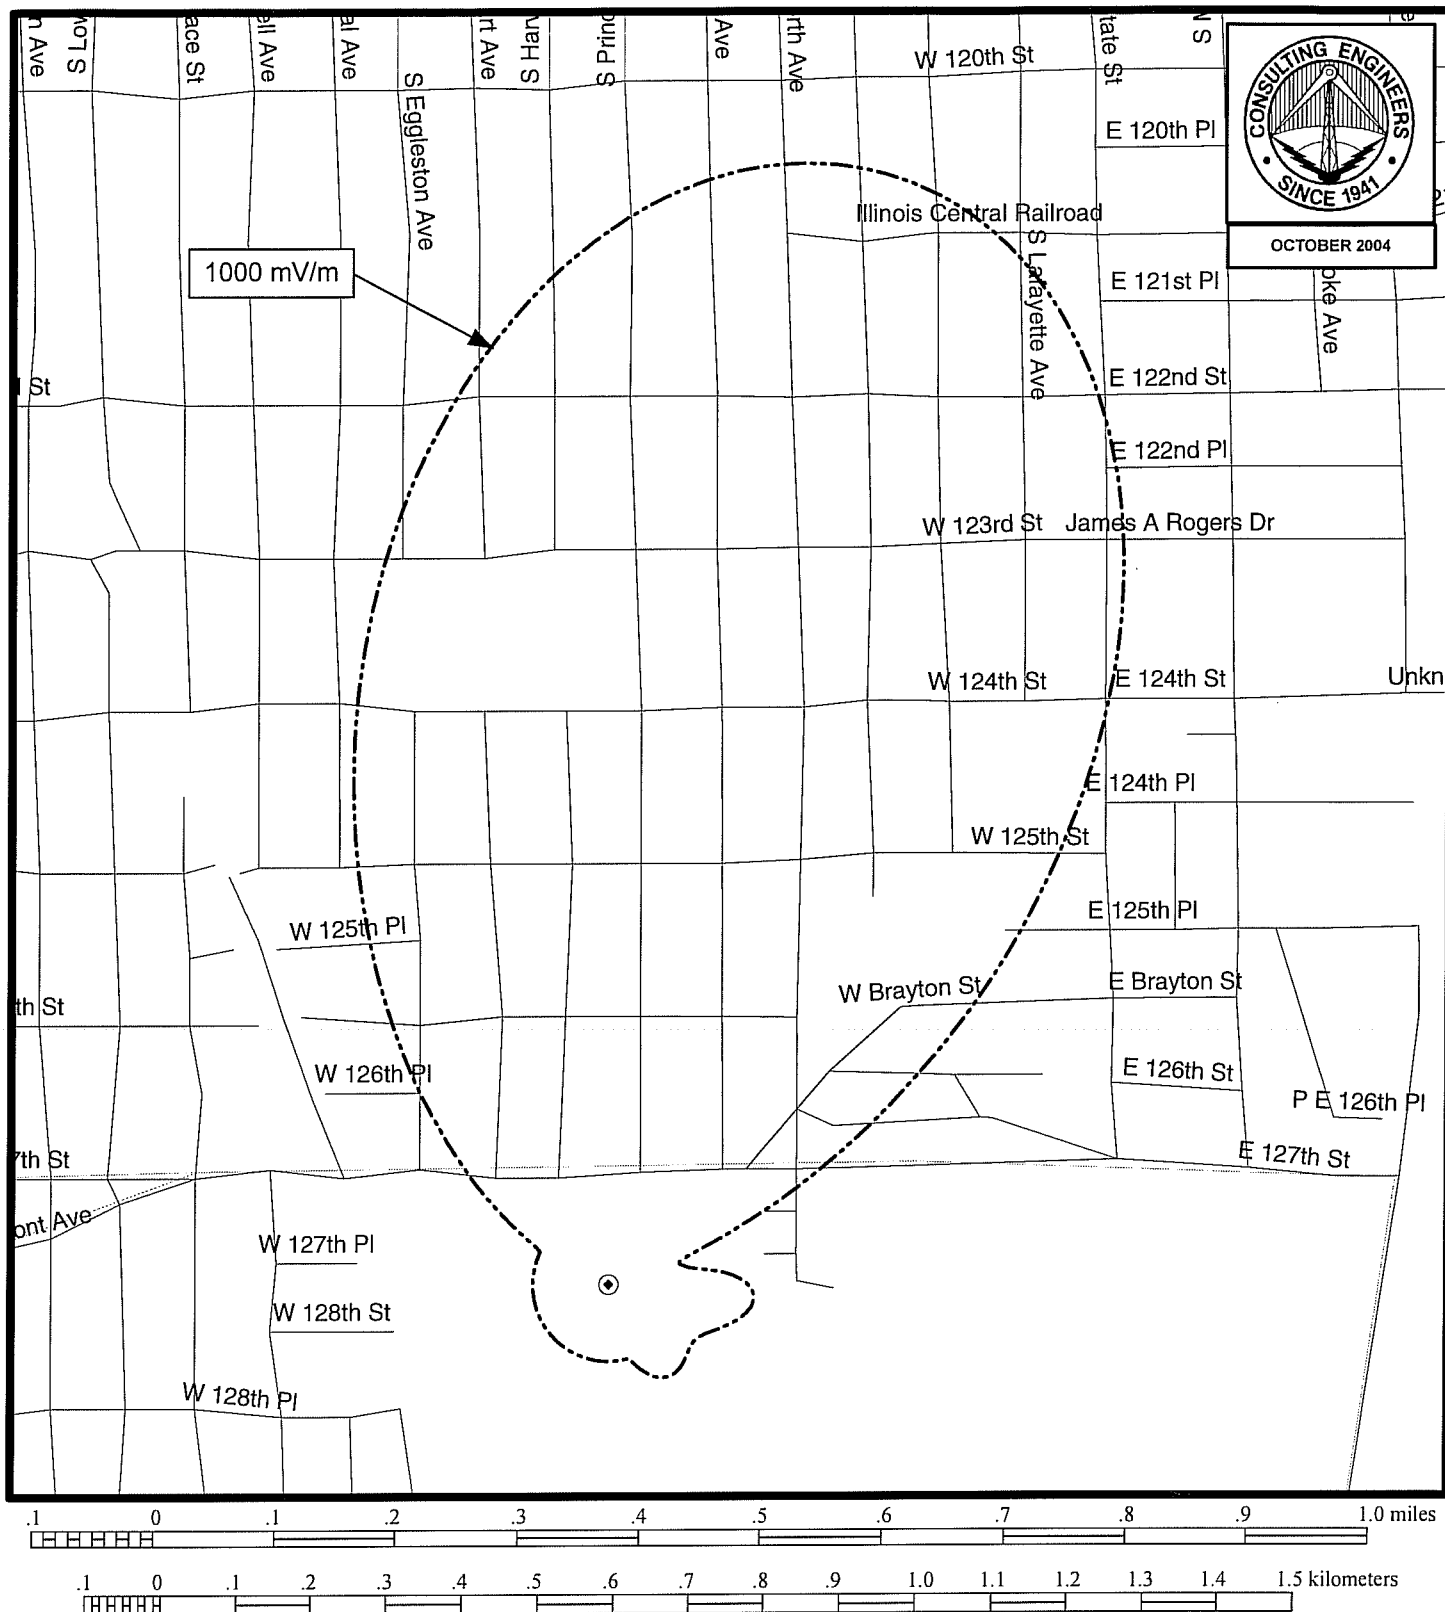 n Ave
S Low
ace St
ell Ave
al Ave
S Eggleston Ave
rt Ave
S Harv
S Princ
Ave
rth Ave
W 120th St
tate St
S M
CONSULTING ENGINEERS
• SINCE 1941 •
OCTOBER 2004
E 120th Pl
Illinois Central Railroad
S Lafayette Ave
1000 mV/m
E 121st Pl
oke Ave
St
E 122nd St
E 122nd Pl
W 123rd St
James A Rogers Dr
W 124th St
E 124th St
Unkn
E 124th Pl
W 125th St
W 125th Pl
E 125th Pl
W Brayton St
E Brayton St
th St
W 126th Pl
E 126th St
P E 126th Pl
7th St
E 127th St
ont Ave
W 127th Pl
W 128th St
W 128th Pl
.1 0 .1 .2 .3 .4 .5 .6 .7 .8 .9 1.0 miles
.1 0 .1 .2 .3 .4 .5 .6 .7 .8 .9 1.0 1.1 1.2 1.3 1.4 1.5 kilometers